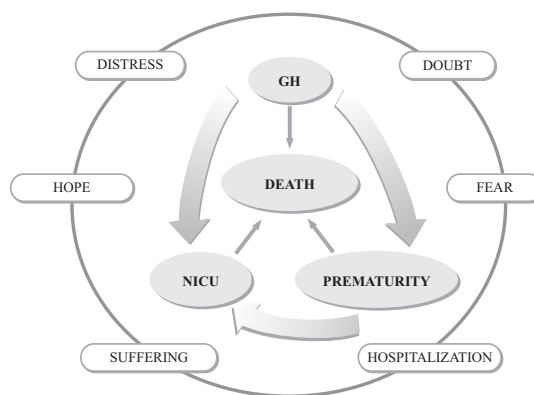 DISTRESS
DOUBT
GH
HOPE
DEATH
FEAR
NICU
PREMATURITY
SUFFERING
HOSPITALIZATION